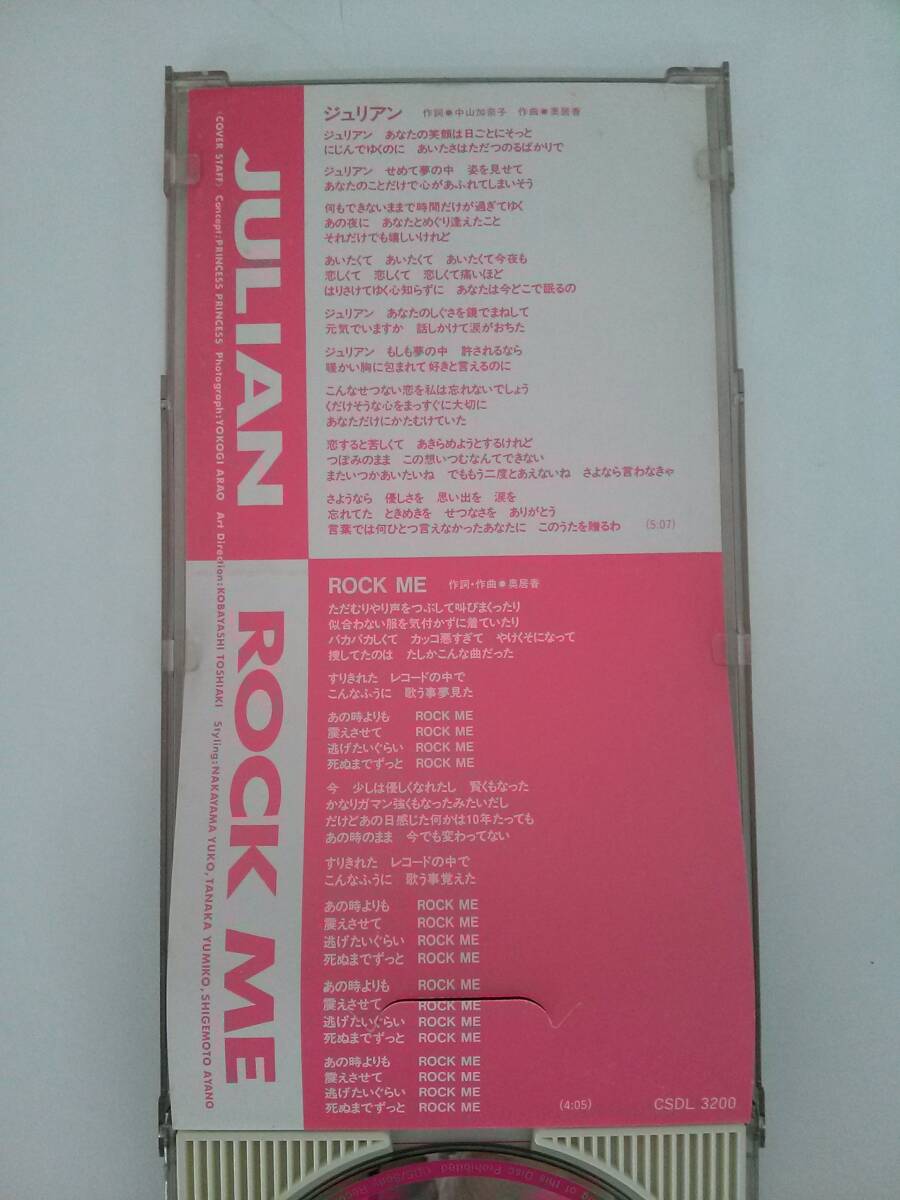 JULIAN
ROCK ME
〈COVER STAFF〉 Concept:PRINCESS PRINCESS Photograph:YOKOGI ARAO Art Direction:KOBAYASHI TOSHIAKI Styling:NAKAYAMA YUKO, TANAKA YUMIKO, SHIGEMOTO AYANO
ジュリアン 作詞●中山加奈子 作曲●奥居香
ジュリアン あなたの笑顔は日ごとにそっと
にじんでゆくのに あいたさはただつのるばかりで
ジュリアン せめて夢の中 姿を見せて
あなたのことだけで心があふれてしまいそう
何もできないままで時間だけが過ぎてゆく
あの夜に あなたとめぐり逢えたこと
それだけでも嬉しいけれど
あいたくて あいたくて あいたくて今夜も
恋しくて 恋しくて 恋しくて痛いほど
はりさけてゆく心知らずに あなたは今どこで眠るの
ジュリアン あなたのしぐさを鏡でまねして
元気でいますか 話しかけて涙がおちた
ジュリアン もしも夢の中 許されるなら
暖かい胸に包まれて好きと言えるのに
こんなせつない恋を私は忘れないでしょう
くだけそうな心をまっすぐに大切に
あなただけにかたむけていた
恋すると苦しくて あきらめようとするけれど
つぼみのまま この想いつむなんてできない
またいつかあいたいね でももう二度とあえないね さよなら言わなきゃ
さようなら 優しさを 思い出を 涙を
忘れてた ときめきを せつなさを ありがとう
言葉では何ひとつ言えなかったあなたに このうたを贈るわ (5:07)
ROCK ME 作詞・作曲●奥居香
ただむりやり声をつぶして叫びまくったり
似合わない服を気付かずに着ていたり
バカバカしくて カッコ悪すぎて やけくそになって
捜してたのは たしかこんな曲だった
すりきれた レコードの中で
こんなふうに 歌う事夢見た
あの時よりも ROCK ME
震えさせて ROCK ME
逃げたいぐらい ROCK ME
死ぬまでずっと ROCK ME
今 少しは優しくなれたし 賢くもなった
かなりガマン強くもなったみたいだし
だけどあの日感じた何かは10年たっても
あの時のまま 今でも変わってない
すりきれた レコードの中で
こんなふうに 歌う事覚えた
あの時よりも ROCK ME
震えさせて ROCK ME
逃げたいぐらい ROCK ME
死ぬまでずっと ROCK ME
あの時よりも ROCK ME
震えさせて ROCK ME
逃げたいぐらい ROCK ME
死ぬまでずっと ROCK ME
あの時よりも ROCK ME
震えさせて ROCK ME
逃げたいぐらい ROCK ME
死ぬまでずっと ROCK ME (4:05)
CSDL 3200
of this Disc Prohibited